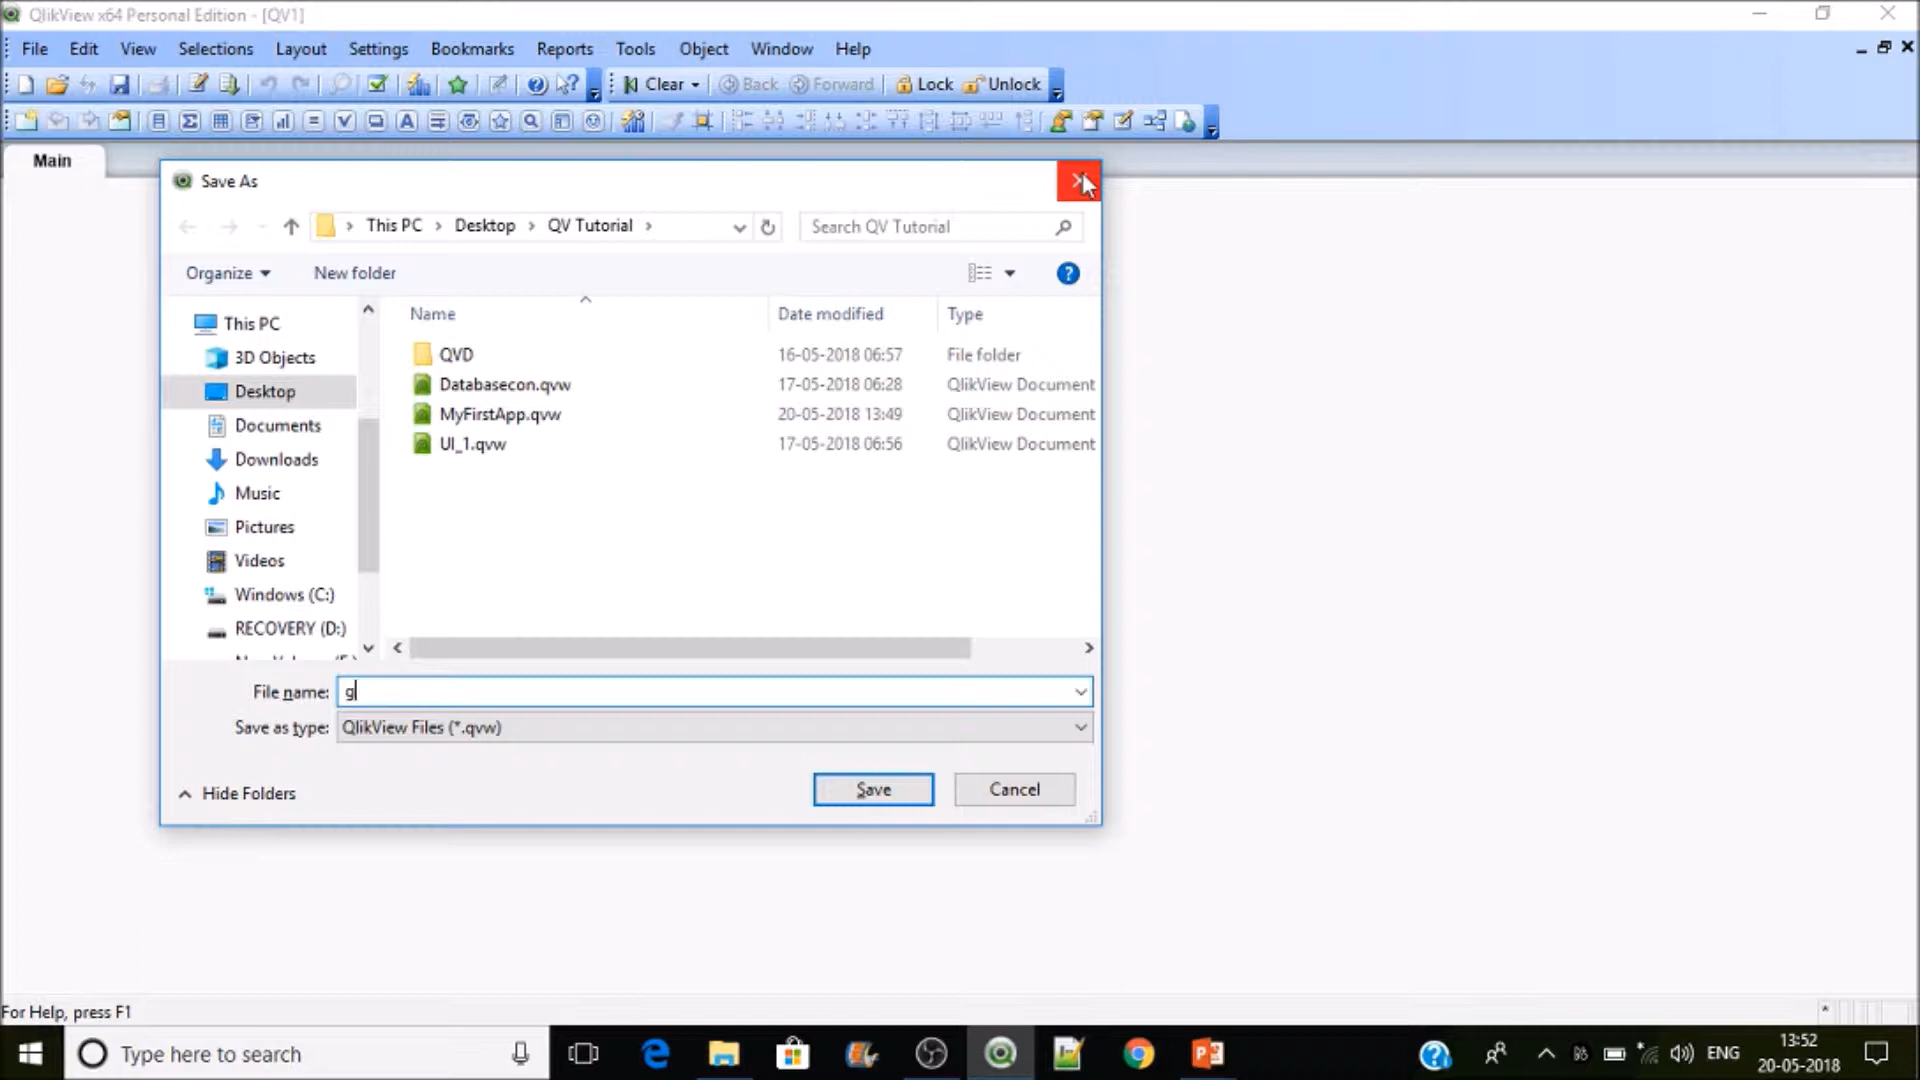 QlikView x64 Personal Edition - [QV1]
File Edit View Selections Layout Settings Bookmarks Reports Tools Object Window Help
Clear Back Forward Lock Unlock
Main
Save As
This PC Desktop QV Tutorial Search QV Tutorial
Organize New folder
Name Date modified Type
This PC
3D Objects
Desktop
Documents
Downloads
Music
Pictures
Videos
Windows (C:)
RECOVERY (D:)
QVD 16-05-2018 06:57 File folder
Databasecon.qvw 17-05-2018 06:28 QlikView Document
MyFirstApp.qvw 20-05-2018 13:49 QlikView Document
UI_1.qvw 17-05-2018 06:56 QlikView Document
File name: g
Save as type: QlikView Files (*.qvw)
Hide Folders Save Cancel
For Help, press F1
Type here to search
ENG
13:52
20-05-2018